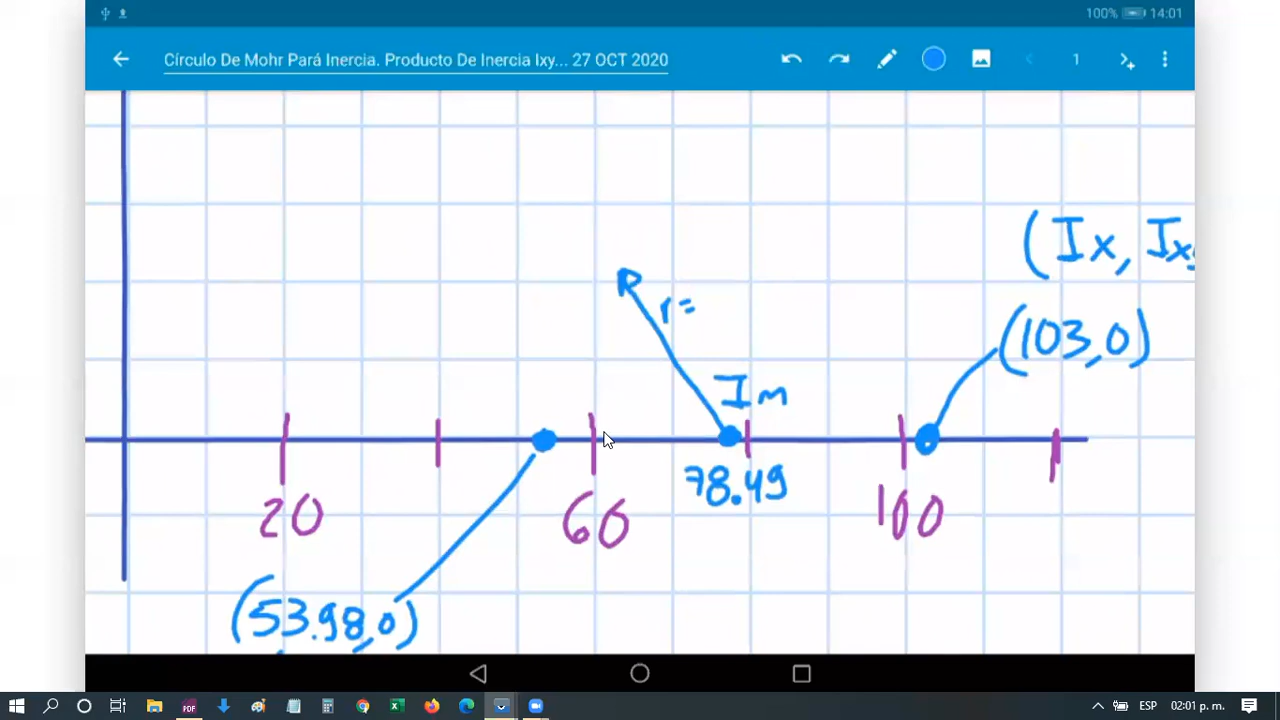 100% 14:01
Círculo De Mohr Pará Inercia. Producto De Inercia Ixy... 27 OCT 2020
1
(Ix, Ixy
r=
(103,0)
Im
78.49
20
60
100
(53.98,0)
ESP 02:01 p. m.